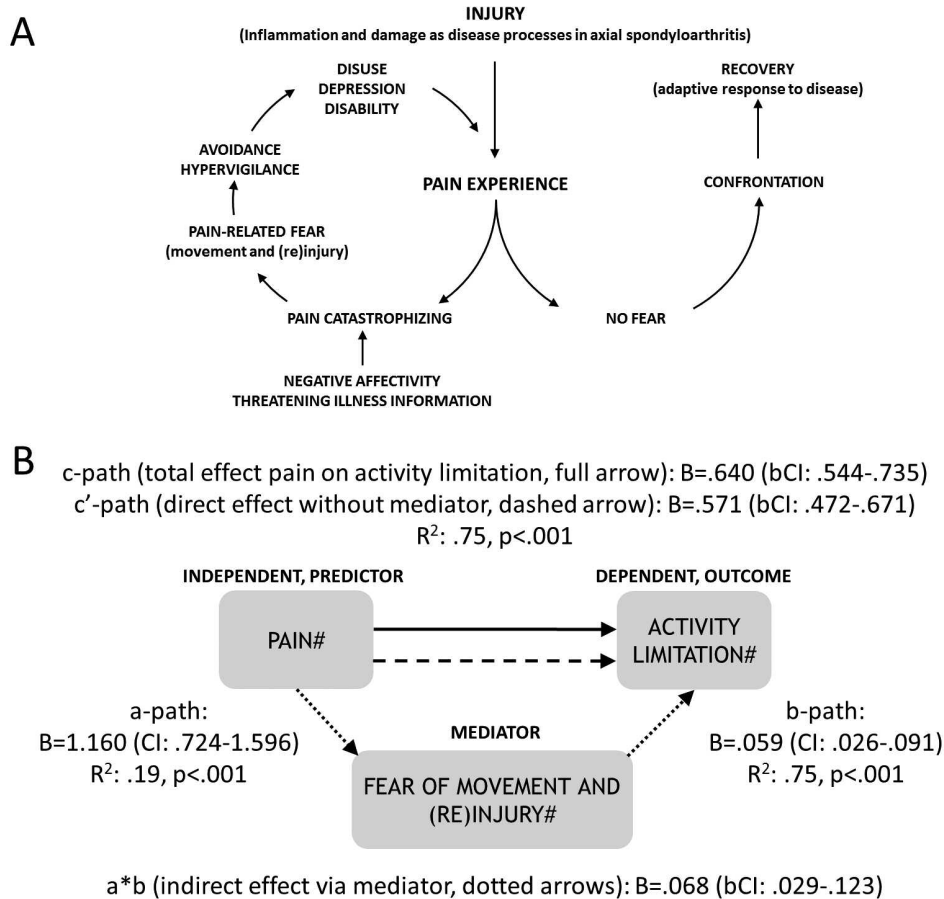 A
INJURY
(Inflammation and damage as disease processes in axial spondyloarthritis)
DISUSE
DEPRESSION
DISABILITY
RECOVERY
(adaptive response to disease)
AVOIDANCE
HYPERVIGILANCE
PAIN EXPERIENCE
CONFRONTATION
PAIN-RELATED FEAR
(movement and (re)injury)
PAIN CATASTROPHIZING
NO FEAR
NEGATIVE AFFECTIVITY
THREATENING ILLNESS INFORMATION
B
c-path (total effect pain on activity limitation, full arrow): B=.640 (bCI: .544-.735)
c’-path (direct effect without mediator, dashed arrow): B=.571 (bCI: .472-.671)
R²: .75, p<.001
INDEPENDENT, PREDICTOR
DEPENDENT, OUTCOME
PAIN#
ACTIVITY
LIMITATION#
a-path:
B=1.160 (CI: .724-1.596)
R²: .19, p<.001
MEDIATOR
FEAR OF MOVEMENT AND
(RE)INJURY#
b-path:
B=.059 (CI: .026-.091)
R²: .75, p<.001
a*b (indirect effect via mediator, dotted arrows): B=.068 (bCI: .029-.123)